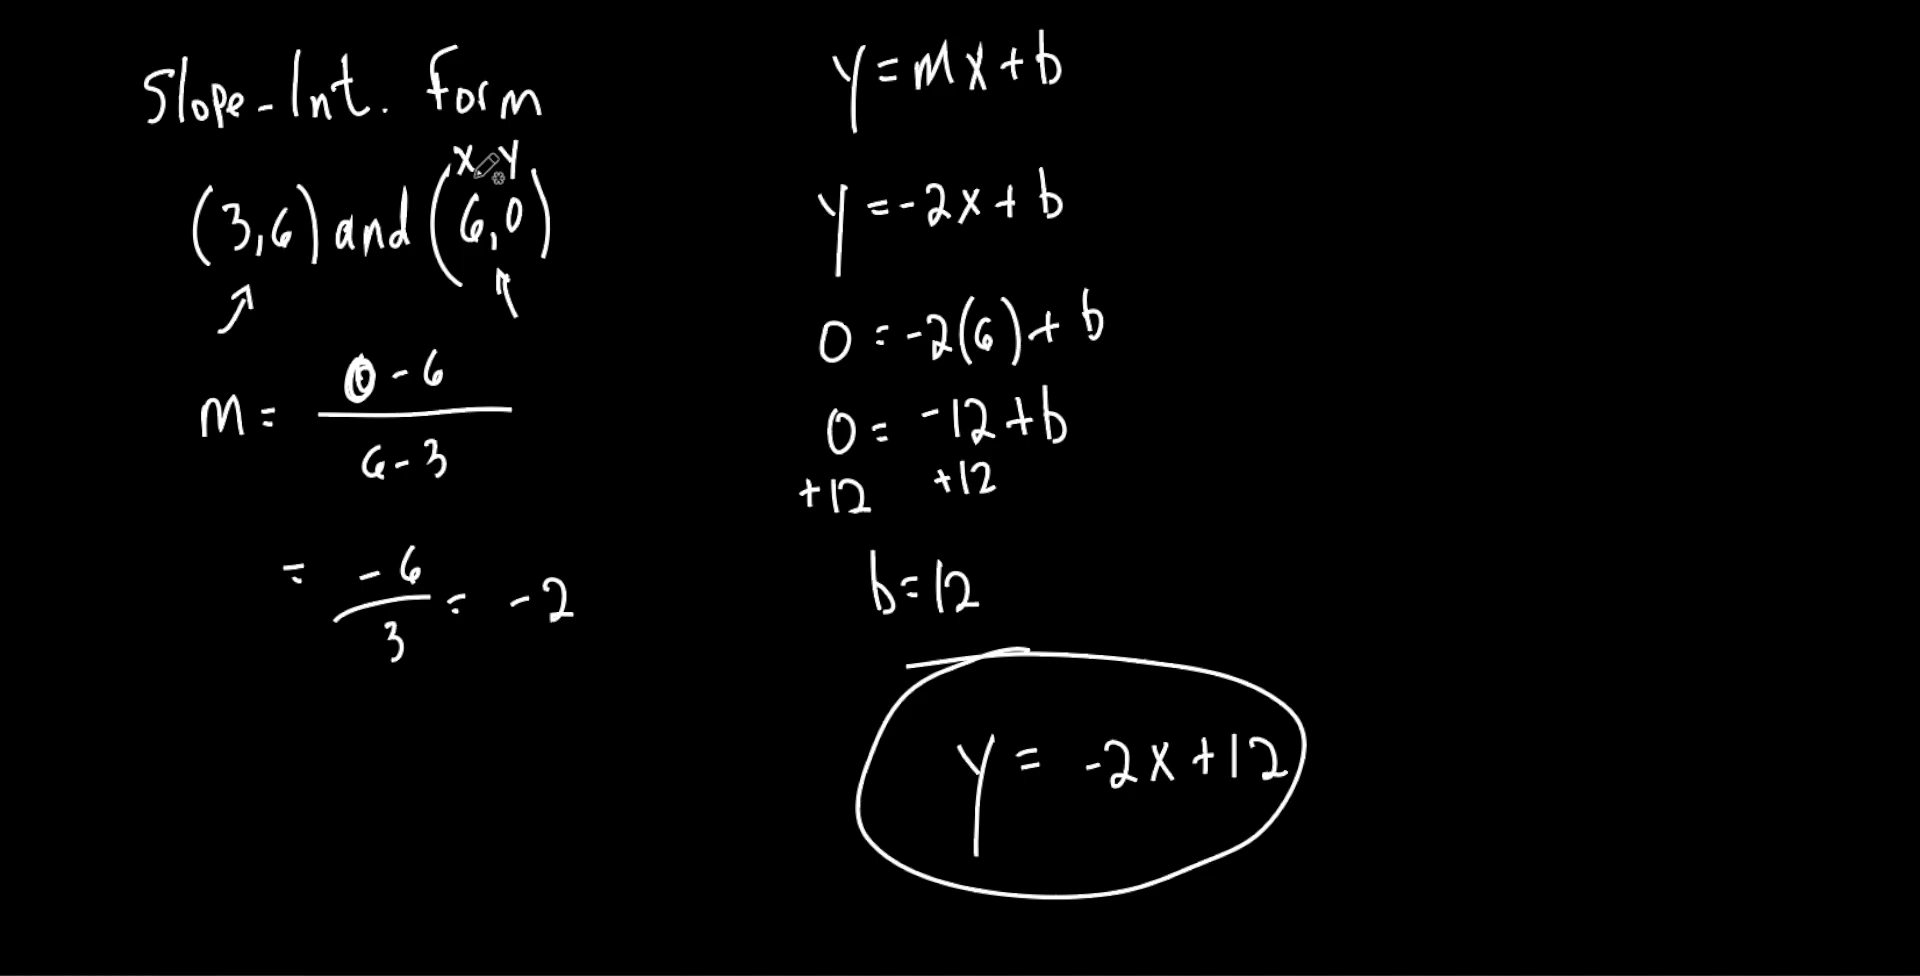 Slope-Int. Form
x y
(3,6) and (6,0)
m = 0 - 6
6 - 3
= -6
3
= -2
y = mx + b
y = -2x + b
0 = -2(6) + b
0 = -12 + b
+12 +12
b = 12
y = -2x + 12